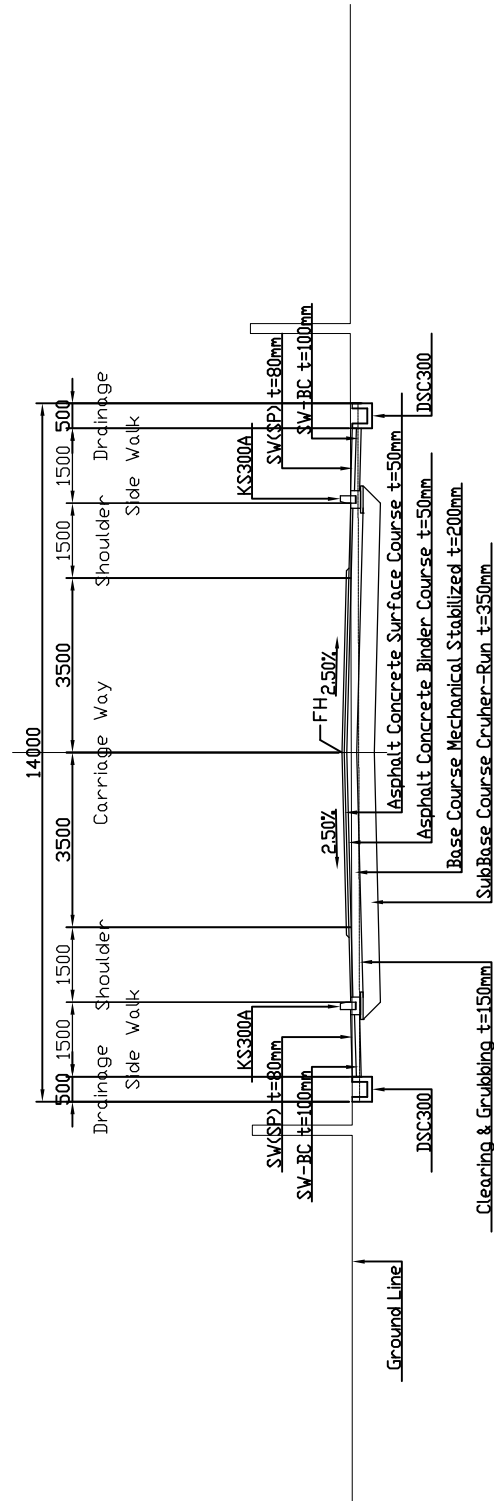 14000
500 1500 1500 3500 3500 1500 1500 500
Drainage Shoulder Carriage Way Shoulder Drainage
Side Walk Side Walk
KS300A KS300A
SW(SP) t=80mm SW(SP) t=80mm
SW-BC t=100mm SW-BC t=100mm
FH
2.50% 2.50%
Ground Line
Asphalt Concrete Surface Course t=50mm
DSC300 DSC300
Asphalt Concrete Binder Course t=50mm
Base Course Mechanical Stabilized t=200mm
Clearing & Grubbing t=150mm
SubBase Course Cruher-Run t=350mm